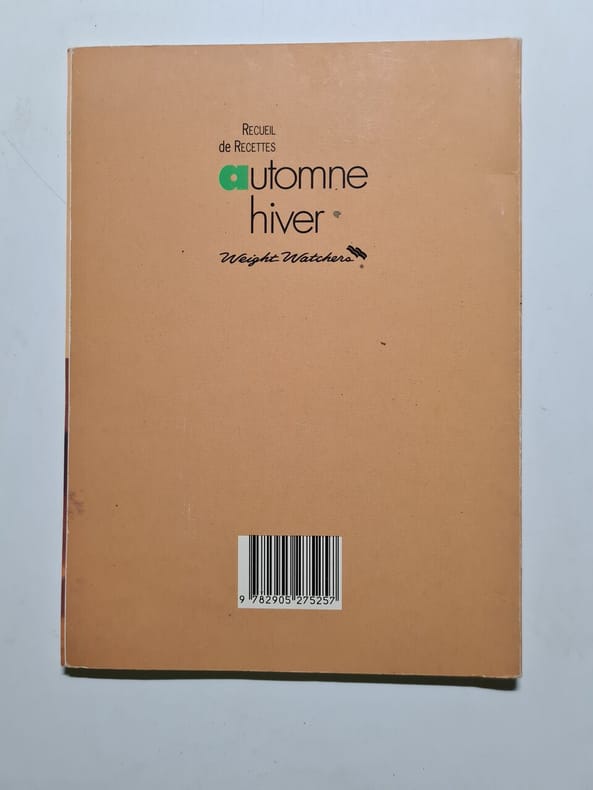 RECUEIL
de RECETTES
automne
hiver
Weight Watchers
®
9 782905 275257